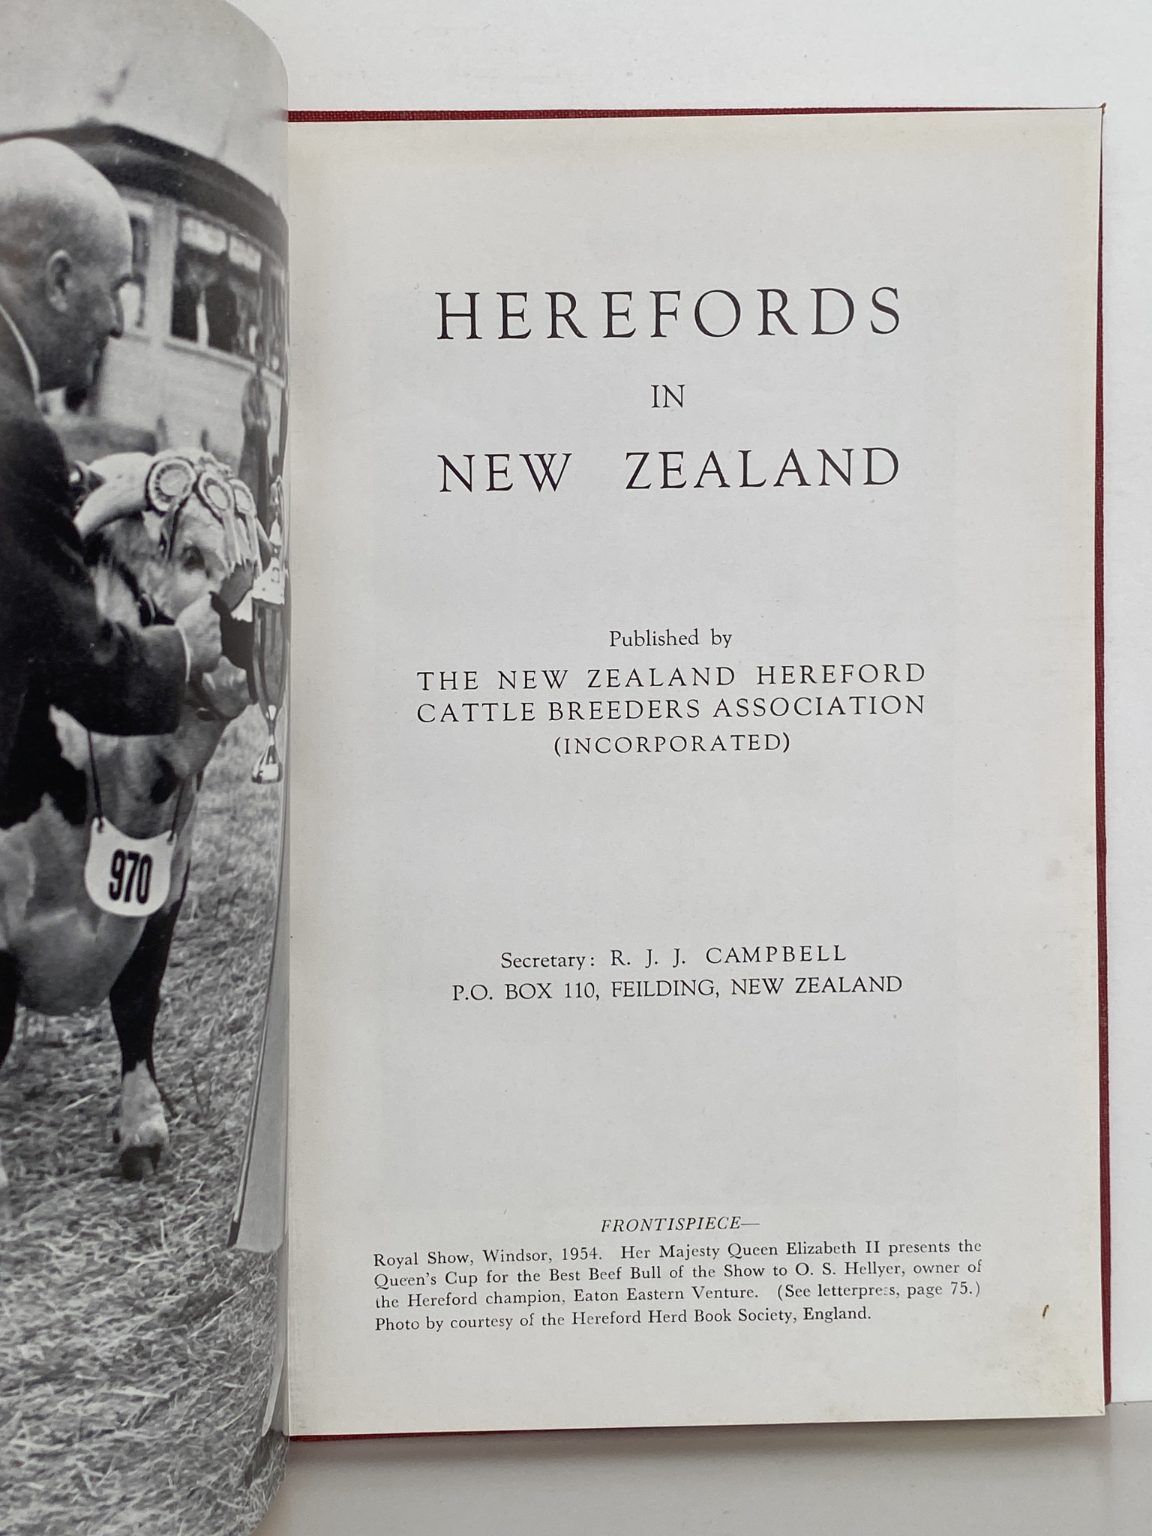 970
HEREFORDS
IN
NEW ZEALAND
Published by
THE NEW ZEALAND HEREFORD
CATTLE BREEDERS ASSOCIATION
(INCORPORATED)
Secretary: R. J. J. CAMPBELL
P.O. BOX 110, FEILDING, NEW ZEALAND
FRONTISPIECE—
Royal Show, Windsor, 1954. Her Majesty Queen Elizabeth II presents the
Queen's Cup for the Best Beef Bull of the Show to O. S. Hellyer, owner of
the Hereford champion, Eaton Eastern Venture. (See letterpress, page 75.)
Photo by courtesy of the Hereford Herd Book Society, England.